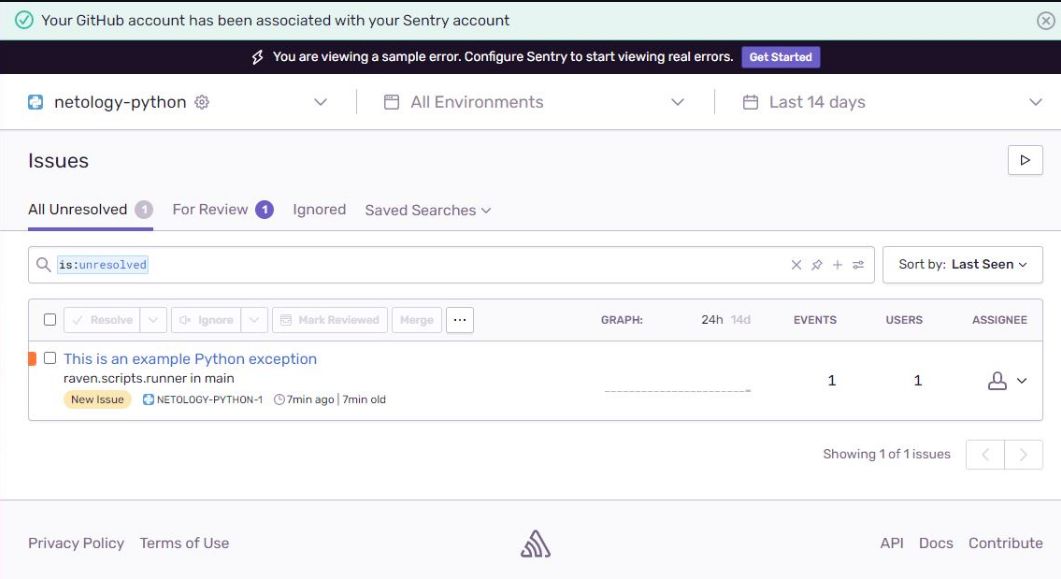 Your GitHub account has been associated with your Sentry account
You are viewing a sample error. Configure Sentry to start viewing real errors. Get Started
netology-python All Environments Last 14 days
Issues
All Unresolved 1 For Review 1 Ignored Saved Searches
is:unresolved Sort by: Last Seen
Resolve Ignore Mark Reviewed Merge ... GRAPH: 24h 14d EVENTS USERS ASSIGNEE
This is an example Python exception
raven.scripts.runner in main 1 1
New Issue NETOLOGY-PYTHON-1 7min ago | 7min old
Showing 1 of 1 issues
Privacy Policy Terms of Use API Docs Contribute